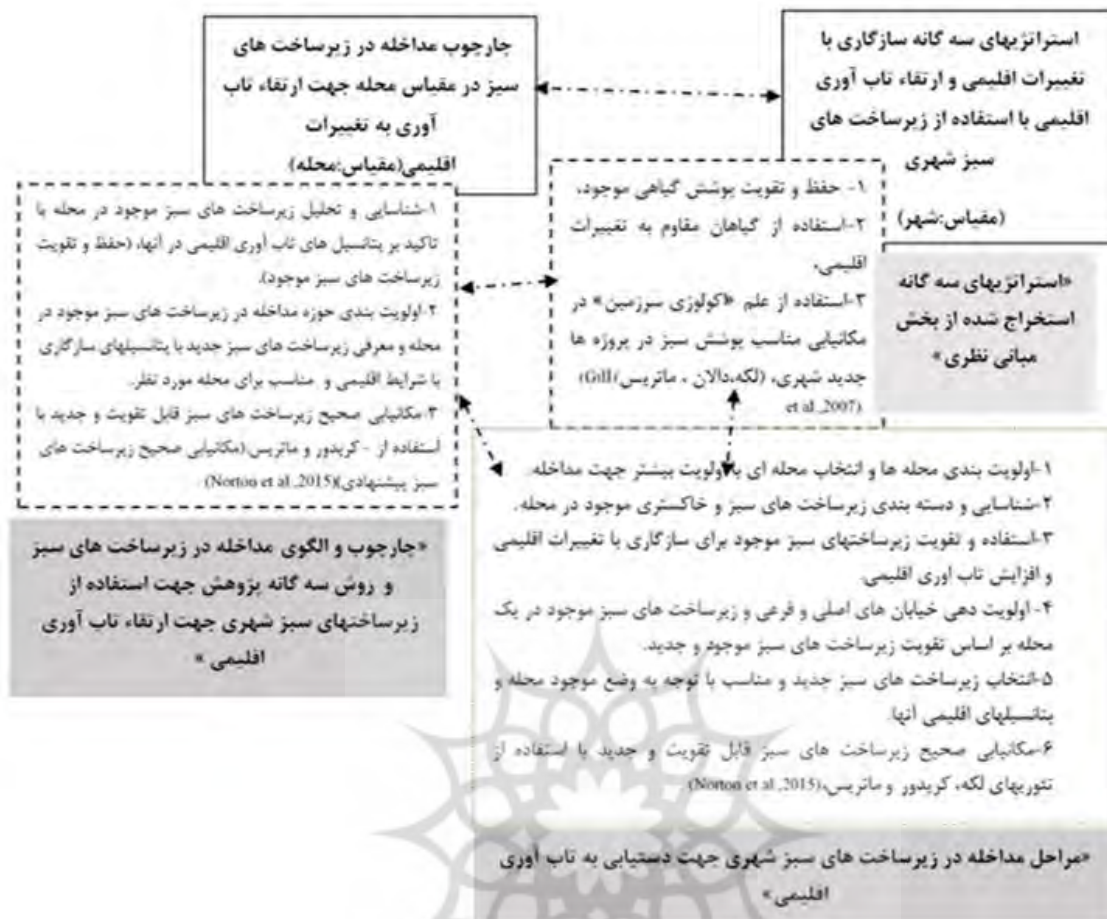 استراتژیهای سه گانه سازگاری با
تغییرات اقلیمی و ارتقاء تاب آوری
اقلیمی با استفاده از زیرساخت های
سبز شهری
(مقیاس:شهر)
چارچوب مداخله در زیرساخت های
سبز در مقیاس محله جهت ارتقاء تاب
آوری به تغییرات
اقلیمی(مقیاس:محله)
۱- حفظ و تقویت پوشش گیاهی موجود،
۲-استفاده از گیاهان مقاوم به تغییرات
اقلیمی،
۳-استفاده از علم «اکولوژی سرزمین» در
مکانیابی مناسب پوشش سبز در پروژه ها
جدید شهری، (لکه،دالان ، ماتریس/Gill)
et al.,2007).
«استراتژیهای سه گانه
استخراج شده از بخش
مبانی نظری»
۱-شناسایی و تحلیل زیرساخت های سبز موجود در محله با
تاکید بر پتانسیل های تاب آوری اقلیمی در آنها، (حفظ و تقویت
زیرساخت های سبز موجود).
۲-اولویت بندی حوزه مداخله در زیرساخت های سبز موجود در
محله و معرفی زیرساخت های سبز جدید با پتانسیلهای سازگاری
با شرایط اقلیمی و مناسب برای محله مورد نظر.
۳-مکانیابی صحیح زیرساخت های سبز قابل تقویت و جدید با
استفاده از - کریدور و ماتریس.(مکانیابی صحیح زیرساخت های
سبز پیشنهادی)(Norton et al.,2015)
«چارچوب و الگوی مداخله در زیرساخت های سبز
و روش سه گانه پژوهش جهت استفاده از
زیرساختهای سبز شهری جهت ارتقاء تاب آوری
اقلیمی »
۱-اولویت بندی محله ها و انتخاب محله ای با اولویت بیشتر جهت مداخله.
۲-شناسایی و دسته بندی زیرساخت های سبز و خاکستری موجود در محله.
۳-استفاده و تقویت زیرساختهای سبز موجود برای سازگاری با تغییرات اقلیمی
و افزایش تاب اوری اقلیمی.
۴- اولویت دهی خیابان های اصلی و فرعی و زیرساخت های سبز موجود در یک
محله بر اساس تقویت زیرساخت های سبز موجود و جدید.
۵-انتخاب زیرساخت های سبز جدید و مناسب با توجه به وضع موجود محله و
پتانسیلهای اقلیمی آنها.
۶-مکانیابی صحیح زیرساخت های سبز قابل تقویت و جدید با استفاده از
تئوریهای لکه، کریدور و ماتریس،(Norton et al.,2015)
«مراحل مداخله در زیرساخت های سبز شهری جهت دستیابی به تاب آوری
اقلیمی»